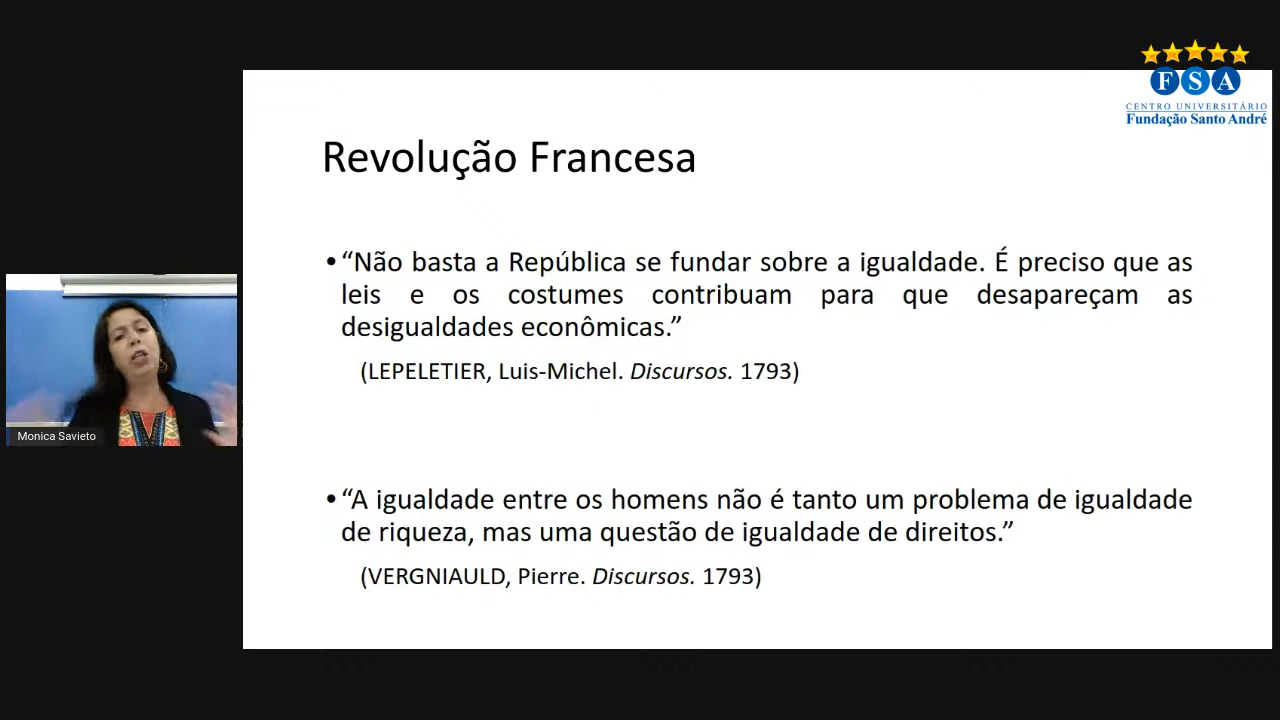 F S A
CENTRO UNIVERSITÁRIO
Fundação Santo André
Revolução Francesa
• “Não basta a República se fundar sobre a igualdade. É preciso que as
leis e os costumes contribuam para que desapareçam as
desigualdades econômicas.”
(LEPELETIER, Luis-Michel. Discursos. 1793)
Monica Savieto
• “A igualdade entre os homens não é tanto um problema de igualdade
de riqueza, mas uma questão de igualdade de direitos.”
(VERGNIAULD, Pierre. Discursos. 1793)